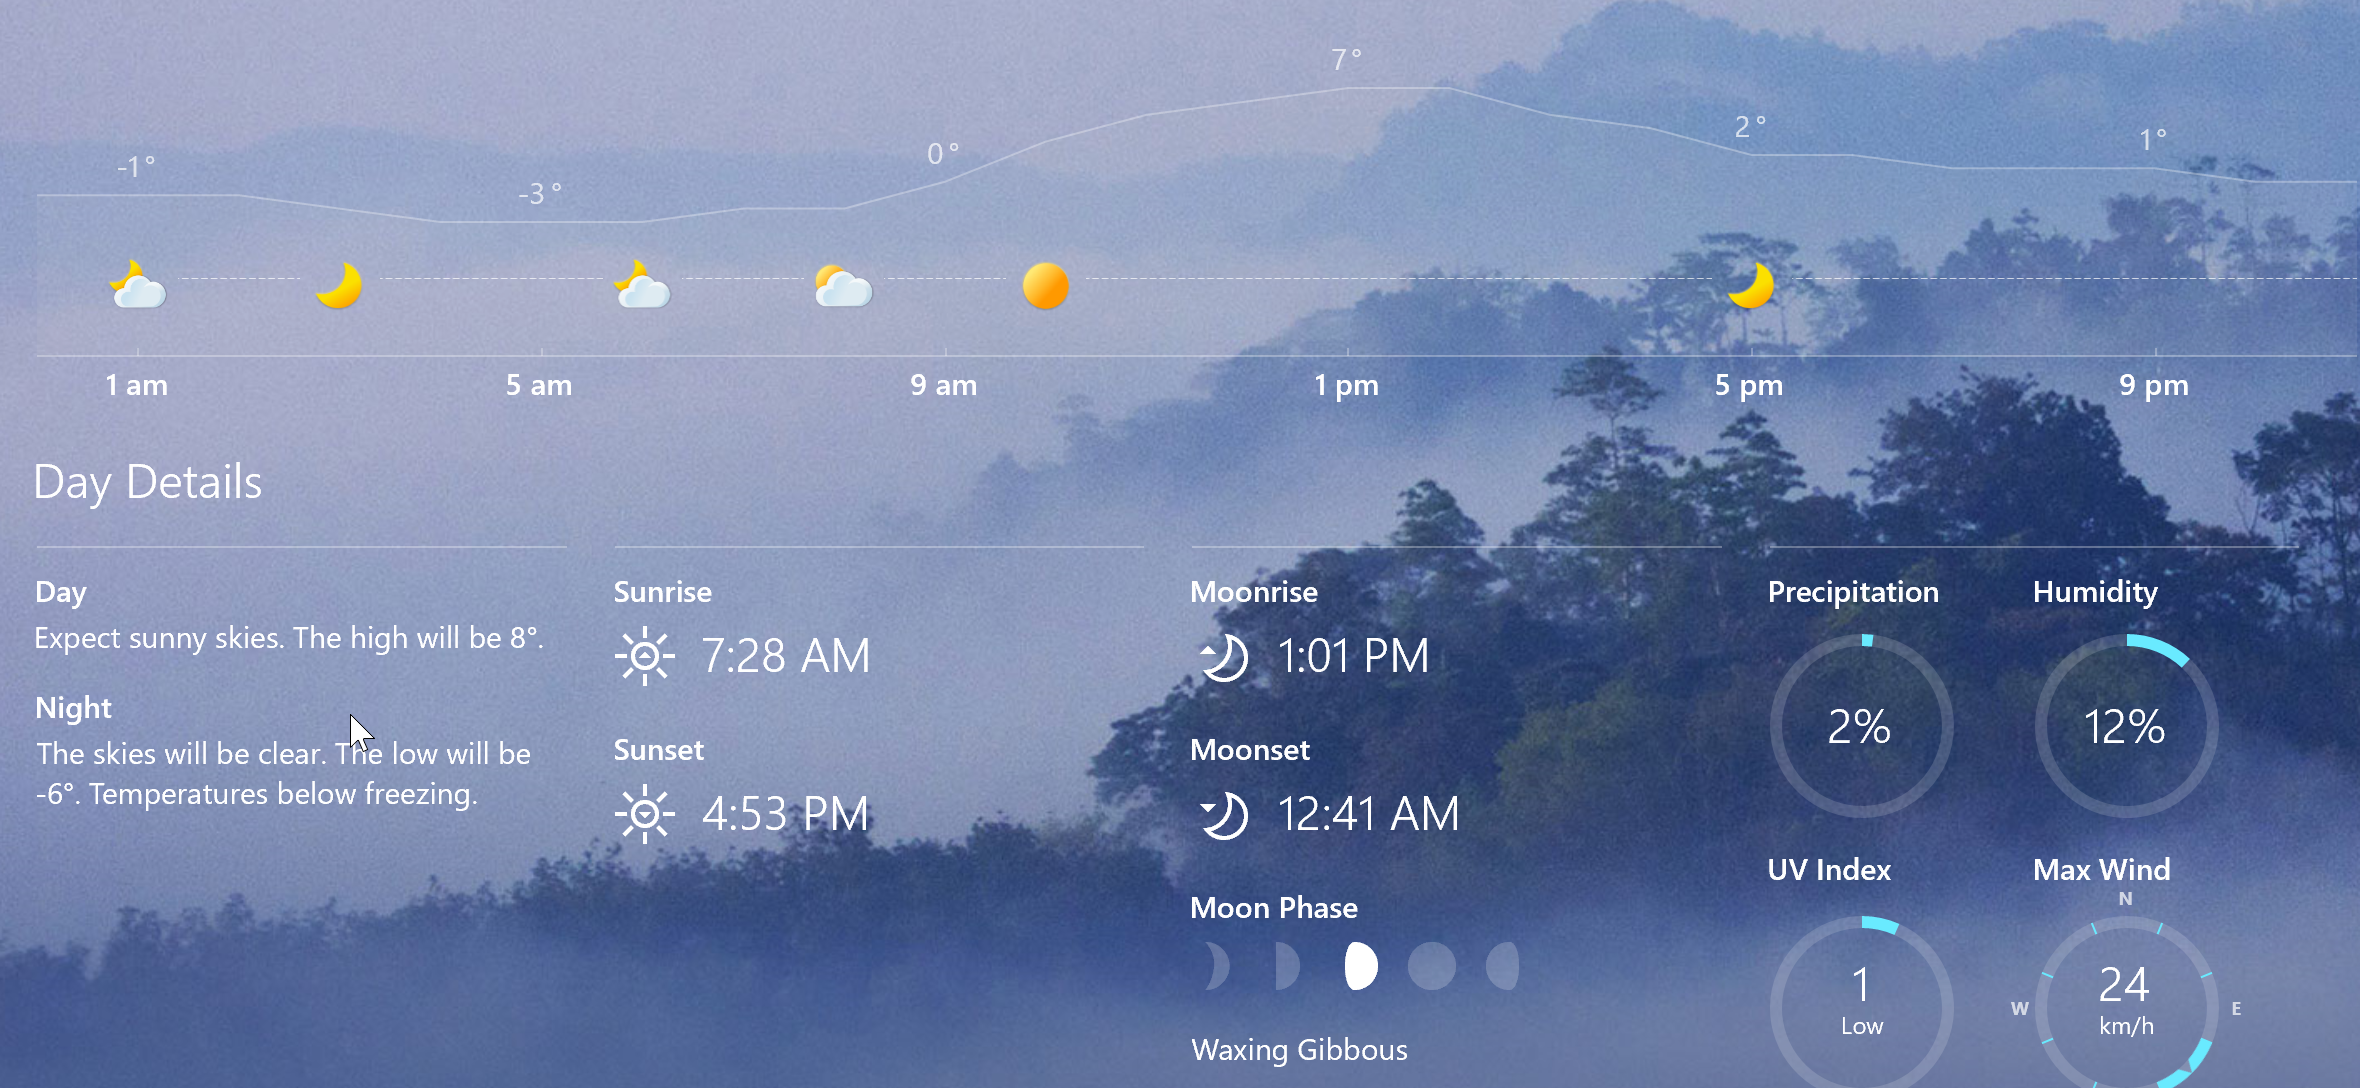 7°
2°
1°
0°
-1°
-3°
1 am
5 am
9 am
1 pm
5 pm
9 pm
Day Details
Day
Expect sunny skies. The high will be 8°.
Night
The skies will be clear. The low will be
-6°. Temperatures below freezing.
Sunrise
7:28 AM
Sunset
4:53 PM
Moonrise
1:01 PM
Moonset
12:41 AM
Moon Phase
Waxing Gibbous
Precipitation
2%
Humidity
12%
UV Index
1
Low
Max Wind
N
W
24
E
km/h